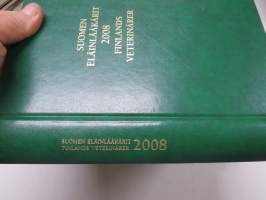 SUOMEN
ELÄINLÄÄKÄRIT
2008
FINLANDS
VETERINÄRER
SUOMEN ELÄINLÄÄKÄRIT
FINLANDS VETERINÄRER 2008